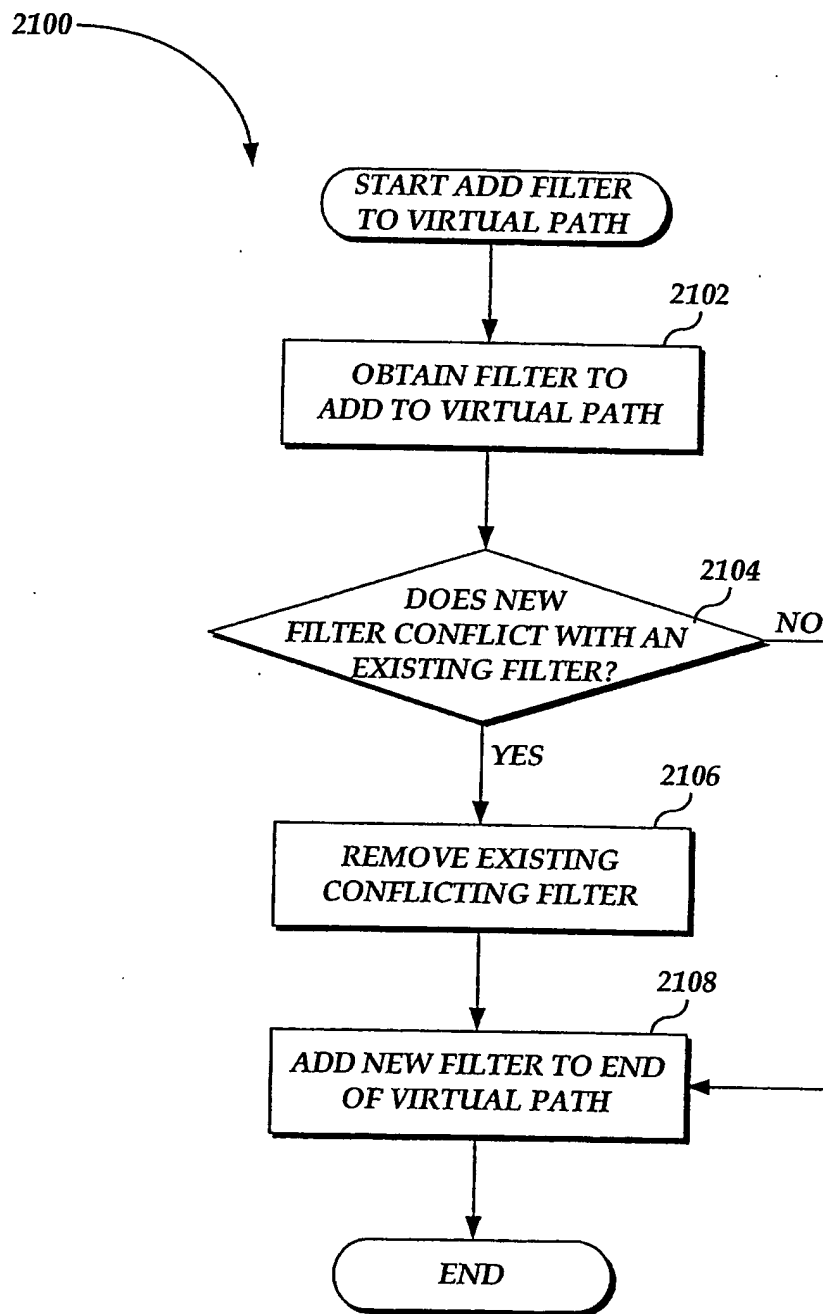 2100
START ADD FILTER
TO VIRTUAL PATH
2102
OBTAIN FILTER TO
ADD TO VIRTUAL PATH
2104
DOES NEW
FILTER CONFLICT WITH AN
EXISTING FILTER?
NO
YES
2106
REMOVE EXISTING
CONFLICTING FILTER
2108
ADD NEW FILTER TO END
OF VIRTUAL PATH
END